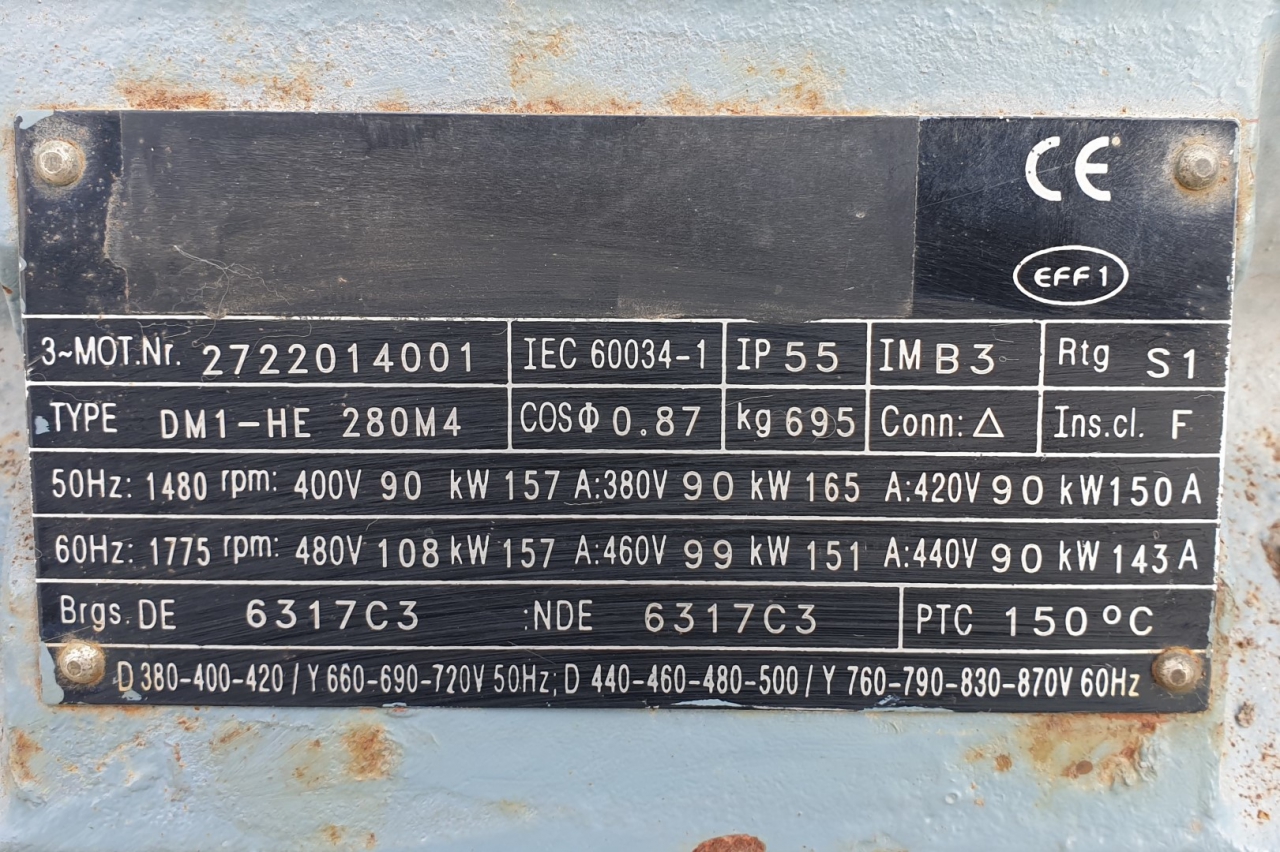 CE
EFF1
3~MOT.Nr. 2722014001 IEC 60034-1 IP 55 IM B3 Rtg S1
TYPE DM1-HE 280M4 COSΦ 0.87 kg 695 Conn: △ Ins.cl. F
50Hz: 1480 rpm: 400V 90 kW 157 A:380V 90 kW 165 A:420V 90 kW 150 A
60Hz: 1775 rpm: 480V 108 kW 157 A:460V 99 kW 151 A:440V 90 kW 143 A
Brgs. DE 6317C3 :NDE 6317C3 PTC 150°C
D 380-400-420 / Y 660-690-720V 50Hz; D 440-460-480-500 / Y 760-790-830-870V 60Hz